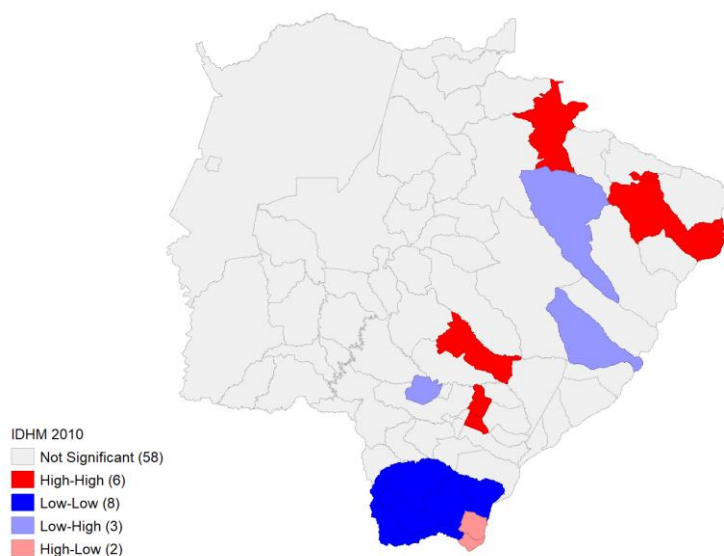 IDHM 2010
Not Significant (58)
High-High (6)
Low-Low (8)
Low-High (3)
High-Low (2)